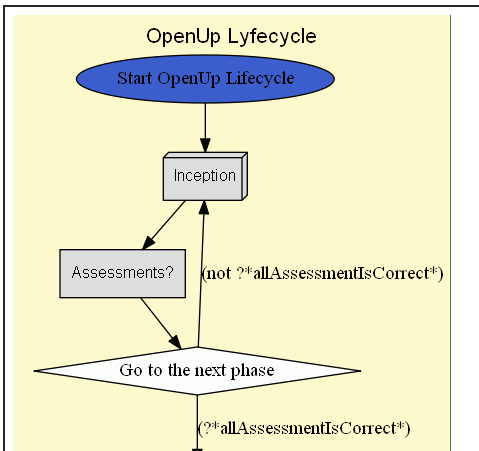 OpenUp Lyfecycle
Start OpenUp Lifecycle
Inception
Assessments?
(not ?*allAssessmentIsCorrect*)
Go to the next phase
(?*allAssessmentIsCorrect*)